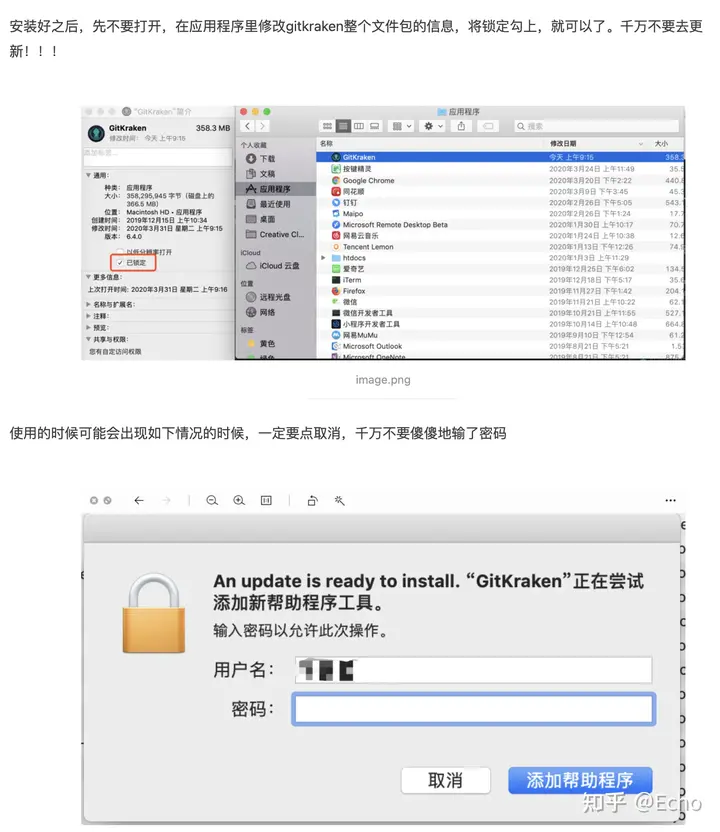 安装好之后，先不要打开，在应用程序里修改gitkraken整个文件包的信息，将锁定勾上，就可以了。千万不要去更
新！！！
"GitKraken"简介
应用程序
GitKraken 358.3 MB
修改时间： 今天 上午9:15
添加标签...
搜索
个人收藏
名称 修改日期 大小
下载
文稿
应用程序
最近使用
桌面
Creative Cl...
iCloud
iCloud 云盘
位置
远程光盘
网络
标签
黄色
绿色
通用：
种类： 应用程序
大小： 358,295,945 字节（磁盘上的
366.5 MB）
位置： Macintosh HD • 应用程序
创建时间： 2019年12月15日 上午10:34
修改时间： 2020年3月31日 星期二 上午9:15
版本： 6.4.0
以低分辨率打开
已锁定
更多信息：
上次打开时间： 2020年3月31日 星期二 上午9:16
名称与扩展名：
注释：
预览：
共享与权限：
您有自定访问权限
GitKraken 今天 上午9:15 358.3
按键精灵 2020年3月24日 上午11:49 35.5
Google Chrome 2020年3月20日 下午2:22 440.8
同花顺 2020年3月9日 下午3:45
钉钉 2020年2月26日 下午5:05 543.1
Maipo 2020年2月26日 下午1:24 17.7
Microsoft Remote Desktop Beta 2020年1月30日 上午10:17
网易云音乐 2020年1月24日 上午10:38 12.6
Tencent Lemon 2020年1月13日 下午12:26 74.9
htdocs 2020年1月3日 下午11:29
爱奇艺 2019年12月25日 下午6:02 134.5
iTerm 2019年12月18日 下午5:17 35.6
Firefox 2019年11月27日 下午1:42 204.1
微信 2019年11月21日 上午10:22 62.1
微信开发者工具 2019年10月21日 上午11:55 527.1
小程序开发者工具 2019年10月14日 上午10:48 664.8
网易MuMu 2019年9月10日 下午12:54 61.2
Microsoft Outlook 2019年8月21日 下午5:21 1.5
Microsoft OneNote 2019年8月21日 下午5:21
image.png
使用的时候可能会出现如下情况的时候，一定要点取消，千万不要傻傻地输了密码
An update is ready to install. “GitKraken”正在尝试
添加新帮助程序工具。
输入密码以允许此次操作。
用户名：
密码：
取消 添加帮助程序
知乎 @Echo